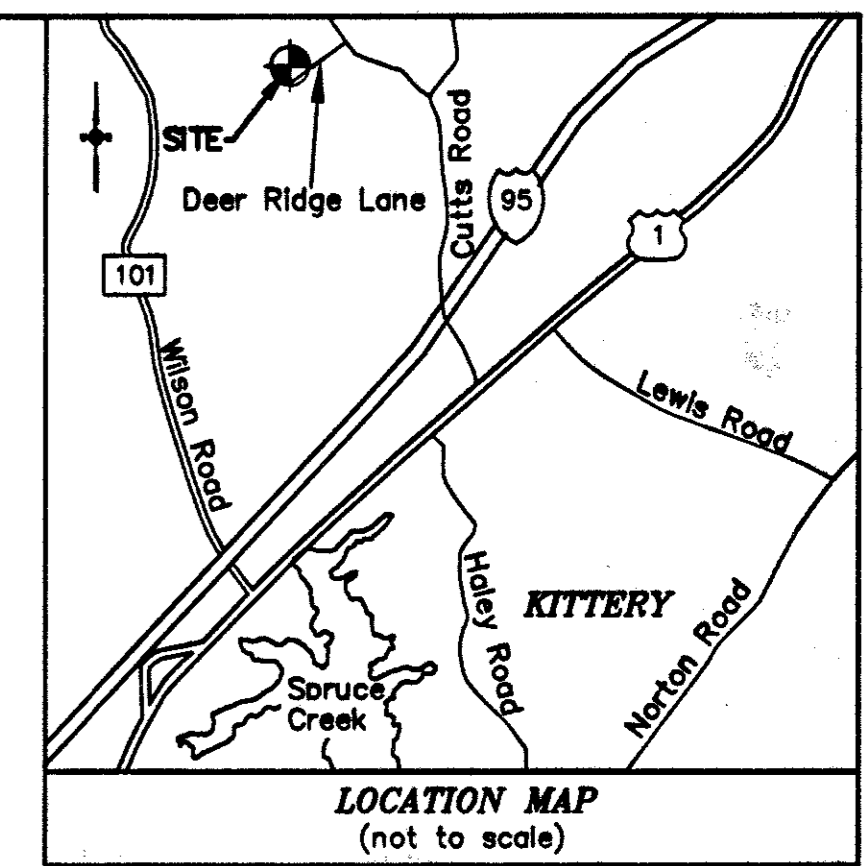 SITE
Deer Ridge Lane
Cutts Road
95
1
101
Wilson Road
Lewis Road
Haley Road
KITTERY
Norton Road
Spruce
Creek
LOCATION MAP
(not to scale)